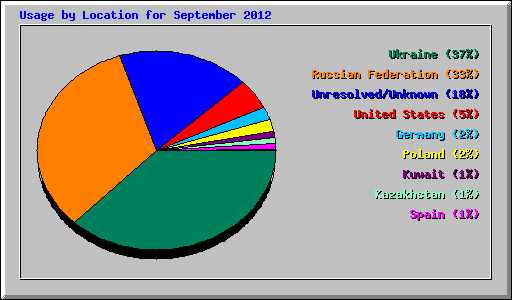 Usage by Location for September 2012
Ukraine (37%)
Russian Federation (33%)
Unresolved/Unknown (18%)
United States (5%)
Germany (2%)
Poland (2%)
Kuwait (1%)
Kazakhstan (1%)
Spain (1%)